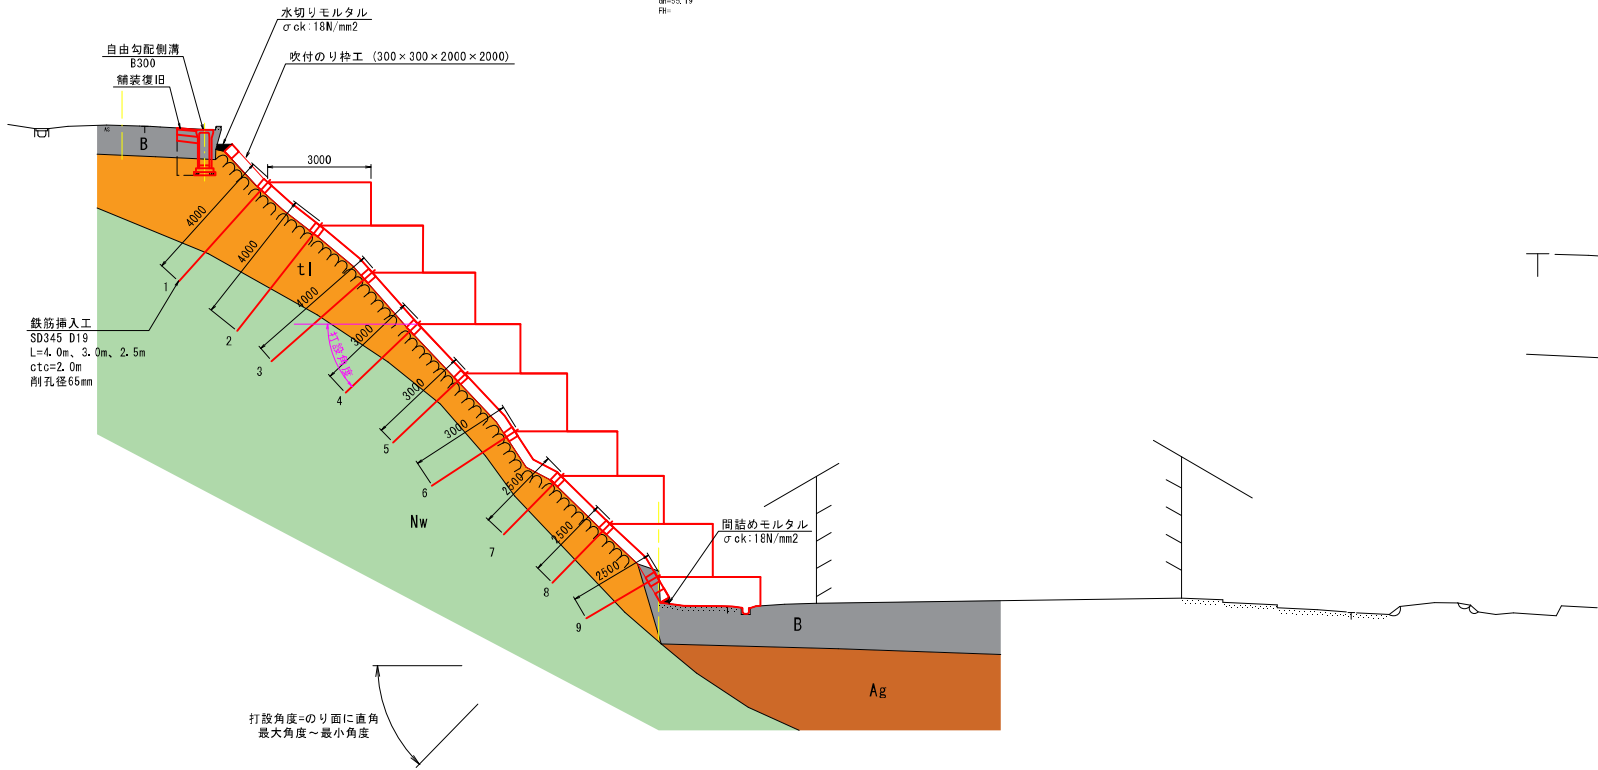 GH=55.19
FH=
水切りモルタル
σck:18N/mm2
自由勾配側溝
B300
舗装復旧
吹付のり枠工 (300×300×2000×2000)
AS
B
3000
4000
4000
tl
4000
1
鉄筋挿入工
SD345 D19
L=4.0m、3.0m、2.5m
ctc=2.0m
削孔径65mm
2
3
打設角度
3000
4
3000
5
3000
6
Nw
2500
7
2500
8
2500
9
間詰めモルタル
σck:18N/mm2
B
Ag
打設角度=のり面に直角
最大角度～最小角度